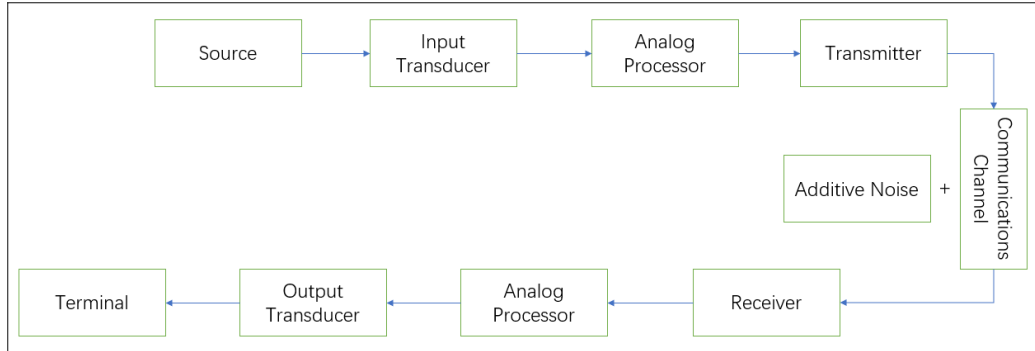 Source
Input
Transducer
Analog
Processor
Transmitter
Communications
Channel
Additive Noise
+
Terminal
Output
Transducer
Analog
Processor
Receiver